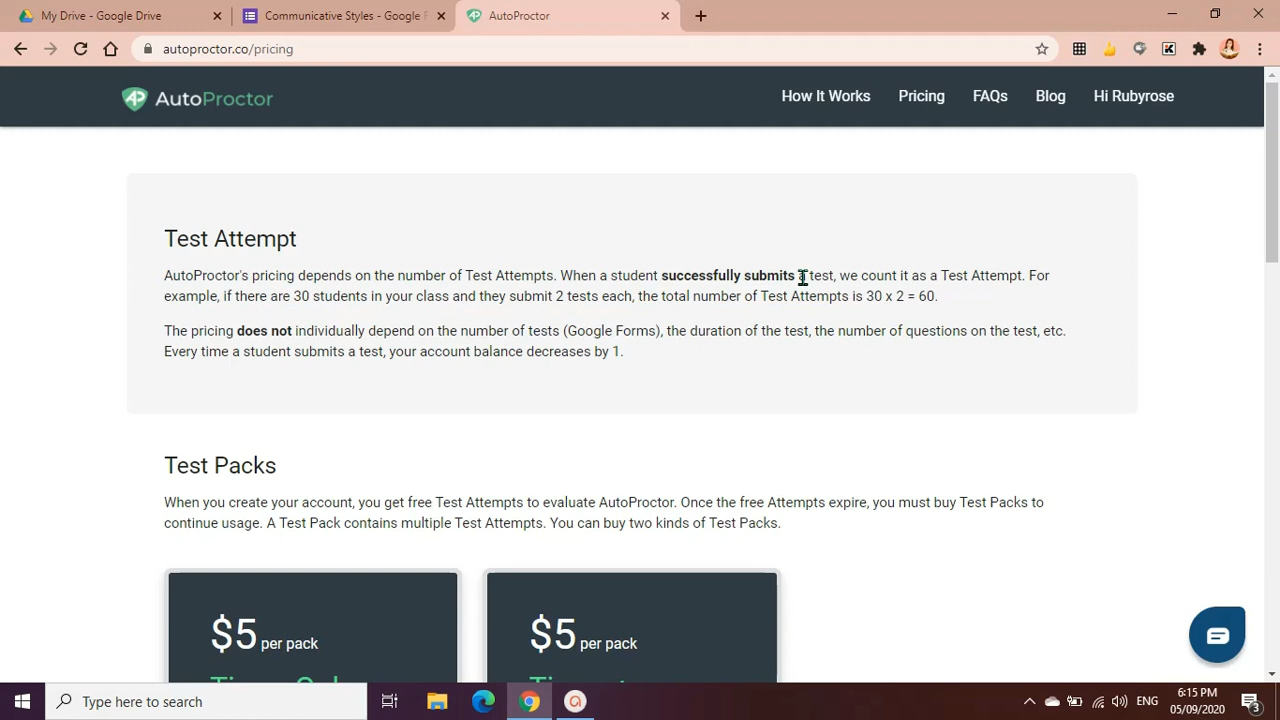 My Drive - Google Drive
Communicative Styles - Google F
AutoProctor
autoproctor.co/pricing
AutoProctor
How It Works
Pricing
FAQs
Blog
Hi Rubyrose
Test Attempt
AutoProctor's pricing depends on the number of Test Attempts. When a student successfully submits a test, we count it as a Test Attempt. For
example, if there are 30 students in your class and they submit 2 tests each, the total number of Test Attempts is 30 x 2 = 60.
The pricing does not individually depend on the number of tests (Google Forms), the duration of the test, the number of questions on the test, etc.
Every time a student submits a test, your account balance decreases by 1.
Test Packs
When you create your account, you get free Test Attempts to evaluate AutoProctor. Once the free Attempts expire, you must buy Test Packs to
continue usage. A Test Pack contains multiple Test Attempts. You can buy two kinds of Test Packs.
$5 per pack
$5 per pack
Type here to search
ENG
6:15 PM
05/09/2020
3